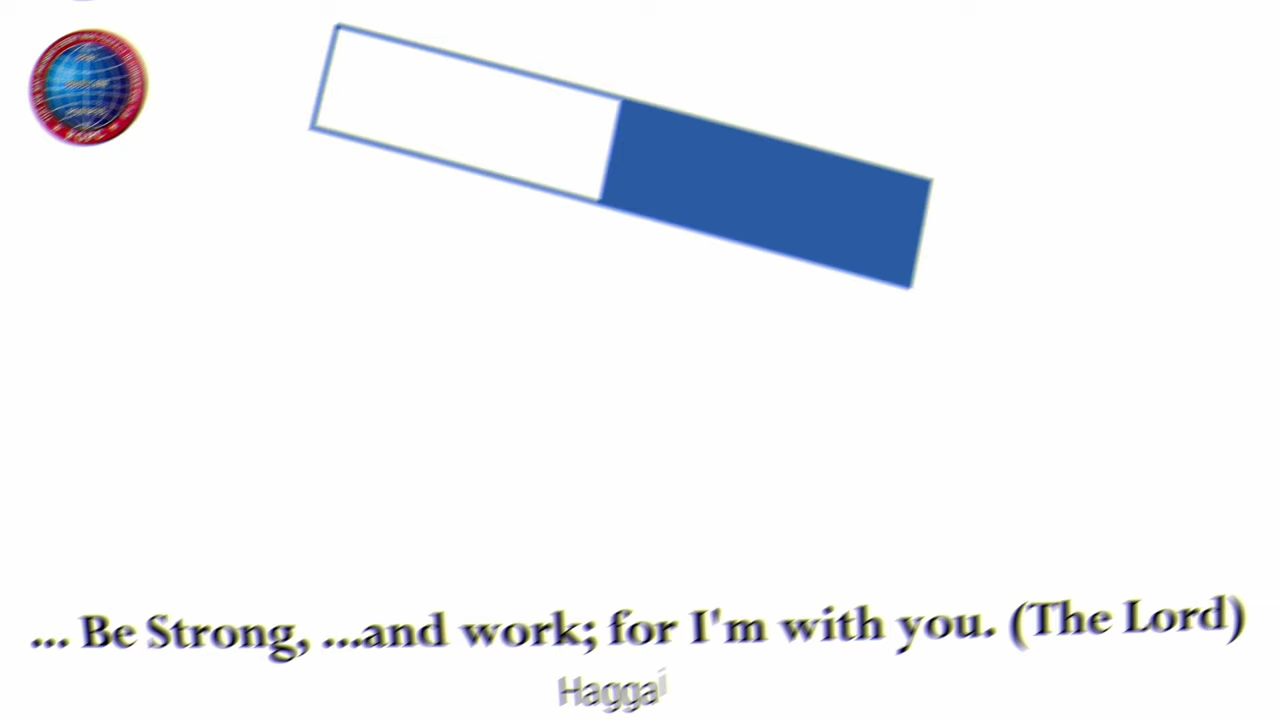 ... Be Strong, ...and work; for I'm with you. (The Lord)
Haggai